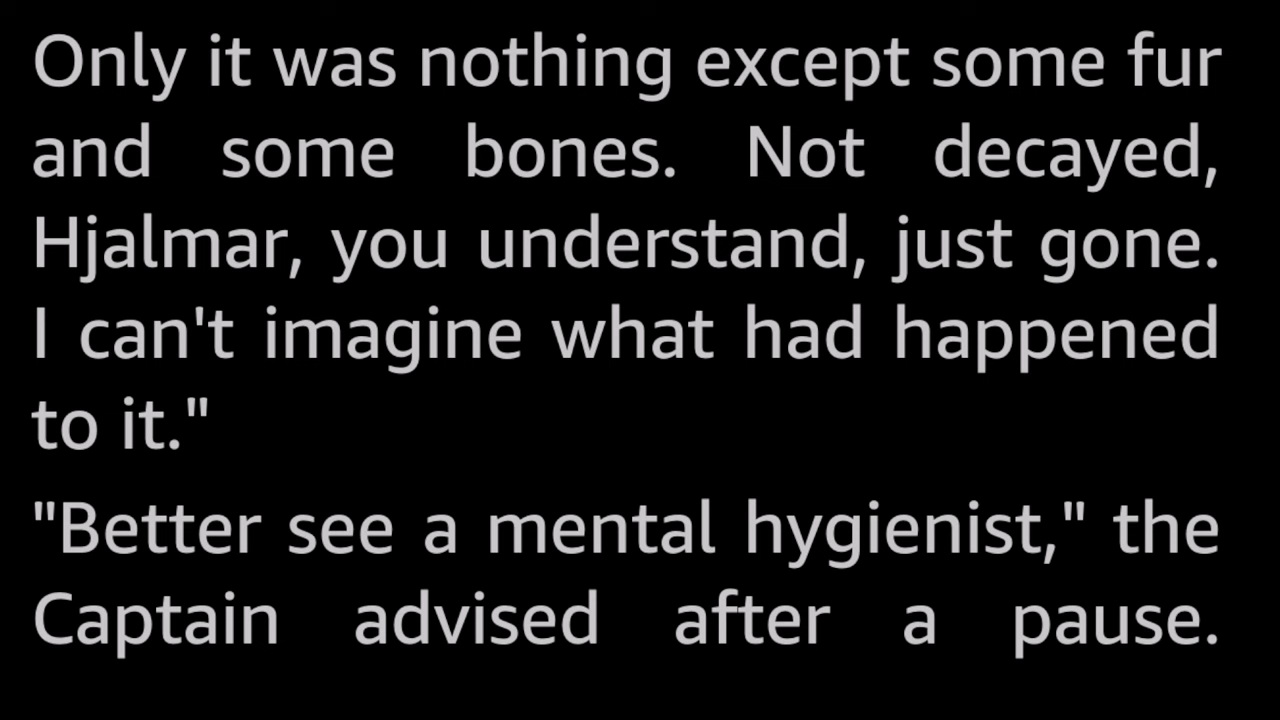 Only it was nothing except some fur
and some bones. Not decayed,
Hjalmar, you understand, just gone.
I can't imagine what had happened
to it."
"Better see a mental hygienist," the
Captain advised after a pause.